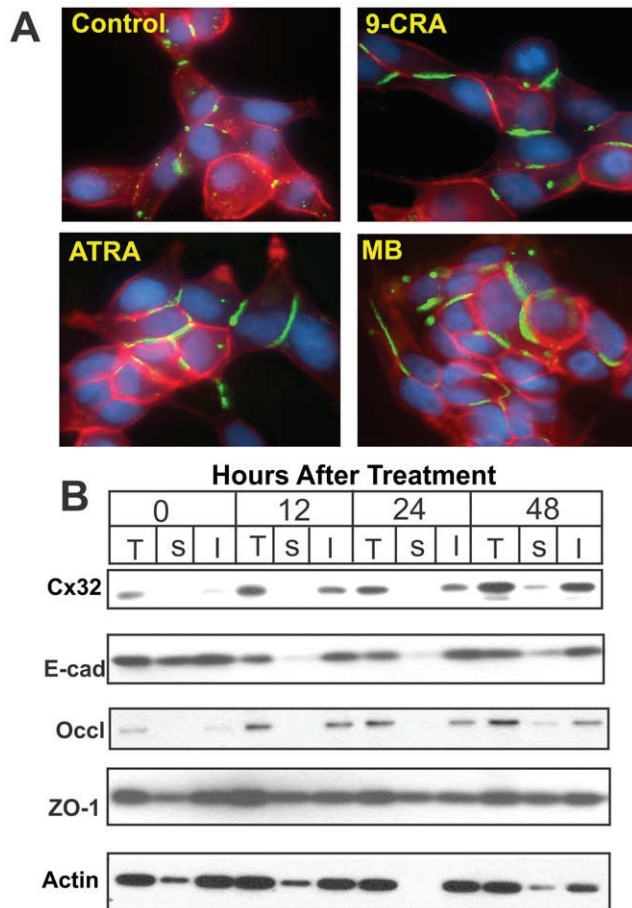 A
Control
9-CRA
ATRA
MB
B
Hours After Treatment
0 12 24 48
T S I T S I T S I T S I
Cx32
E-cad
Occl
ZO-1
Actin